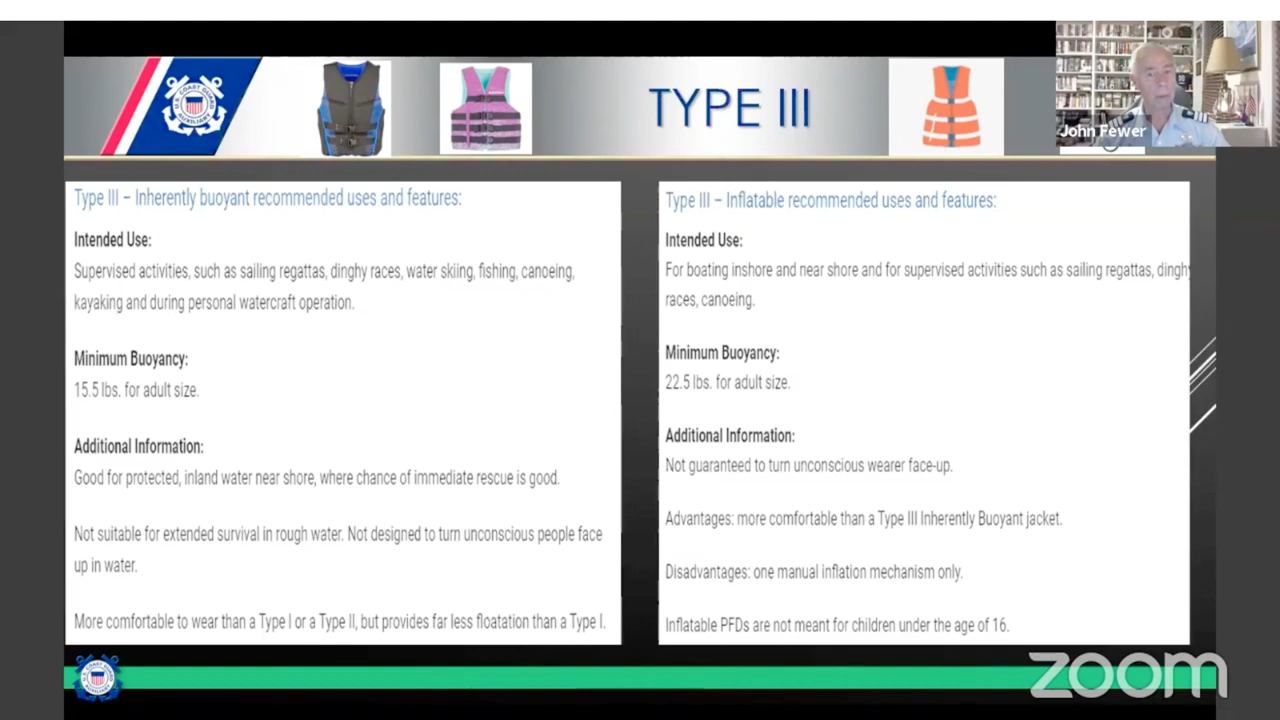 U.S. COAST GUARD
AUXILIARY
TYPE III
John Fewer
Type III – Inherently buoyant recommended uses and features:
Intended Use:
Supervised activities, such as sailing regattas, dinghy races, water skiing, fishing, canoeing,
kayaking and during personal watercraft operation.
Minimum Buoyancy:
15.5 lbs. for adult size.
Additional Information:
Good for protected, inland water near shore, where chance of immediate rescue is good.
Not suitable for extended survival in rough water. Not designed to turn unconscious people face
up in water.
More comfortable to wear than a Type I or a Type II, but provides far less floatation than a Type I.
Type III – Inflatable recommended uses and features:
Intended Use:
For boating inshore and near shore and for supervised activities such as sailing regattas, dinghy
races, canoeing.
Minimum Buoyancy:
22.5 lbs. for adult size.
Additional Information:
Not guaranteed to turn unconscious wearer face-up.
Advantages: more comfortable than a Type III Inherently Buoyant jacket.
Disadvantages: one manual inflation mechanism only.
Inflatable PFDs are not meant for children under the age of 16.
zoom